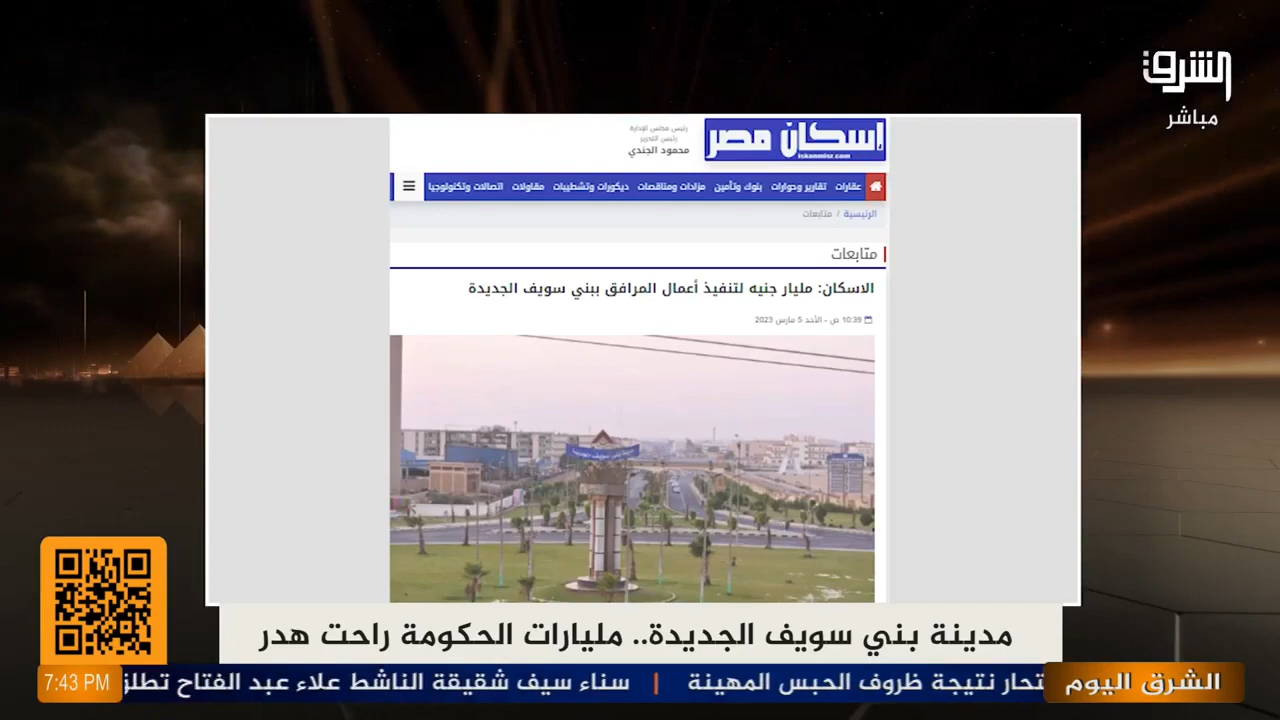 الشرق
مباشر
إسكان مصر
iskanmisr.com
رئيس مجلس الإدارة
رئيس التحرير
محمود الجندي
عقارات تقارير وحوارات بنوك وتأمين مزادات ومناقصات ديكورات وتشطيبات مقاولات اتصالات وتكنولوجيا
الرئيسية / متابعات
متابعات
الاسكان: مليار جنيه لتنفيذ أعمال المرافق ببني سويف الجديدة
10:39 ص - الأحد 5 مارس 2023
مدينة بني سويف الجديدة.. مليارات الحكومة راحت هدر
الشرق اليوم
تحار نتيجة ظروف الحبس المهينة | سناء سيف شقيقة الناشط علاء عبد الفتاح تطلق
7:43 PM